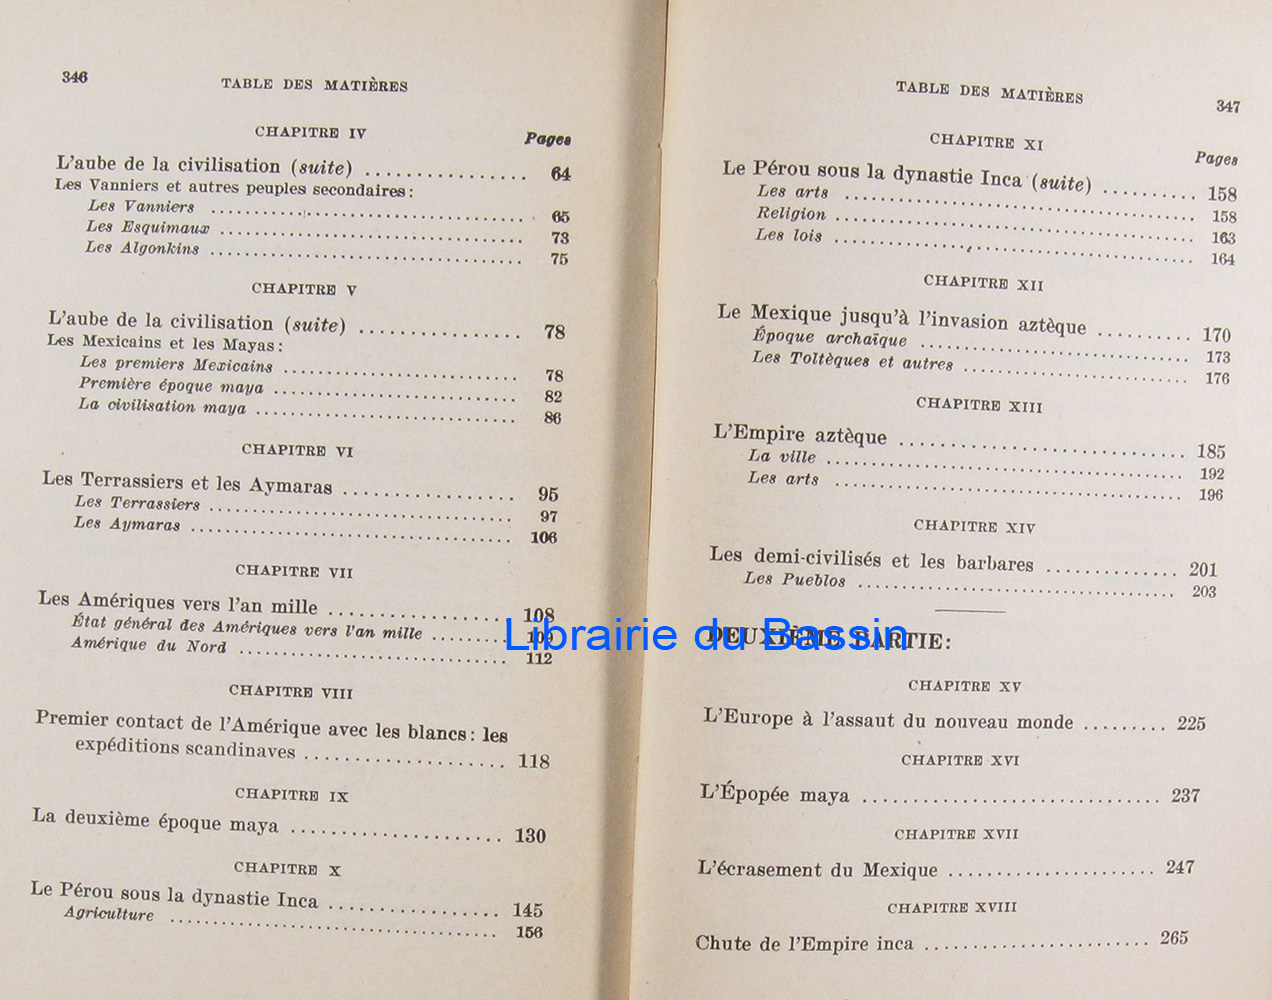 346
TABLE DES MATIÈRES
CHAPITRE IV
Pages
L'aube de la civilisation (suite) ................ 64
Les Vanniers et autres peuples secondaires:
Les Vanniers ................ 65
Les Esquimaux ................ 73
Les Algonkins ................ 75
CHAPITRE V
L'aube de la civilisation (suite) ................ 78
Les Mexicains et les Mayas:
Les premiers Mexicains ................ 78
Première époque maya ................ 82
La civilisation maya ................ 86
CHAPITRE VI
Les Terrassiers et les Aymaras ................ 95
Les Terrassiers ................ 97
Les Aymaras ................ 106
CHAPITRE VII
Les Amériques vers l'an mille ................ 108
État général des Amériques vers l'an mille ......... 109
Amérique du Nord ................ 112
CHAPITRE VIII
Premier contact de l'Amérique avec les blancs: les
expéditions scandinaves ................ 118
CHAPITRE IX
La deuxième époque maya ................ 130
CHAPITRE X
Le Pérou sous la dynastie Inca ................ 145
Agriculture ................ 156
TABLE DES MATIÈRES
347
CHAPITRE XI
Pages
Le Pérou sous la dynastie Inca (suite) .......... 158
Les arts ................ 158
Religion ................ 163
Les lois ................ 164
CHAPITRE XII
Le Mexique jusqu'à l'invasion aztèque .......... 170
Époque archaïque ................ 173
Les Toltèques et autres ................ 176
CHAPITRE XIII
L'Empire aztèque ................ 185
La ville ................ 192
Les arts ................ 196
CHAPITRE XIV
Les demi-civilisés et les barbares .............. 201
Les Pueblos ................ 203
DEUXIÈME PARTIE:
Librairie du Bassin
CHAPITRE XV
L'Europe à l'assaut du nouveau monde ......... 225
CHAPITRE XVI
L'Épopée maya ................ 237
CHAPITRE XVII
L'écrasement du Mexique ................ 247
CHAPITRE XVIII
Chute de l'Empire inca ................ 265